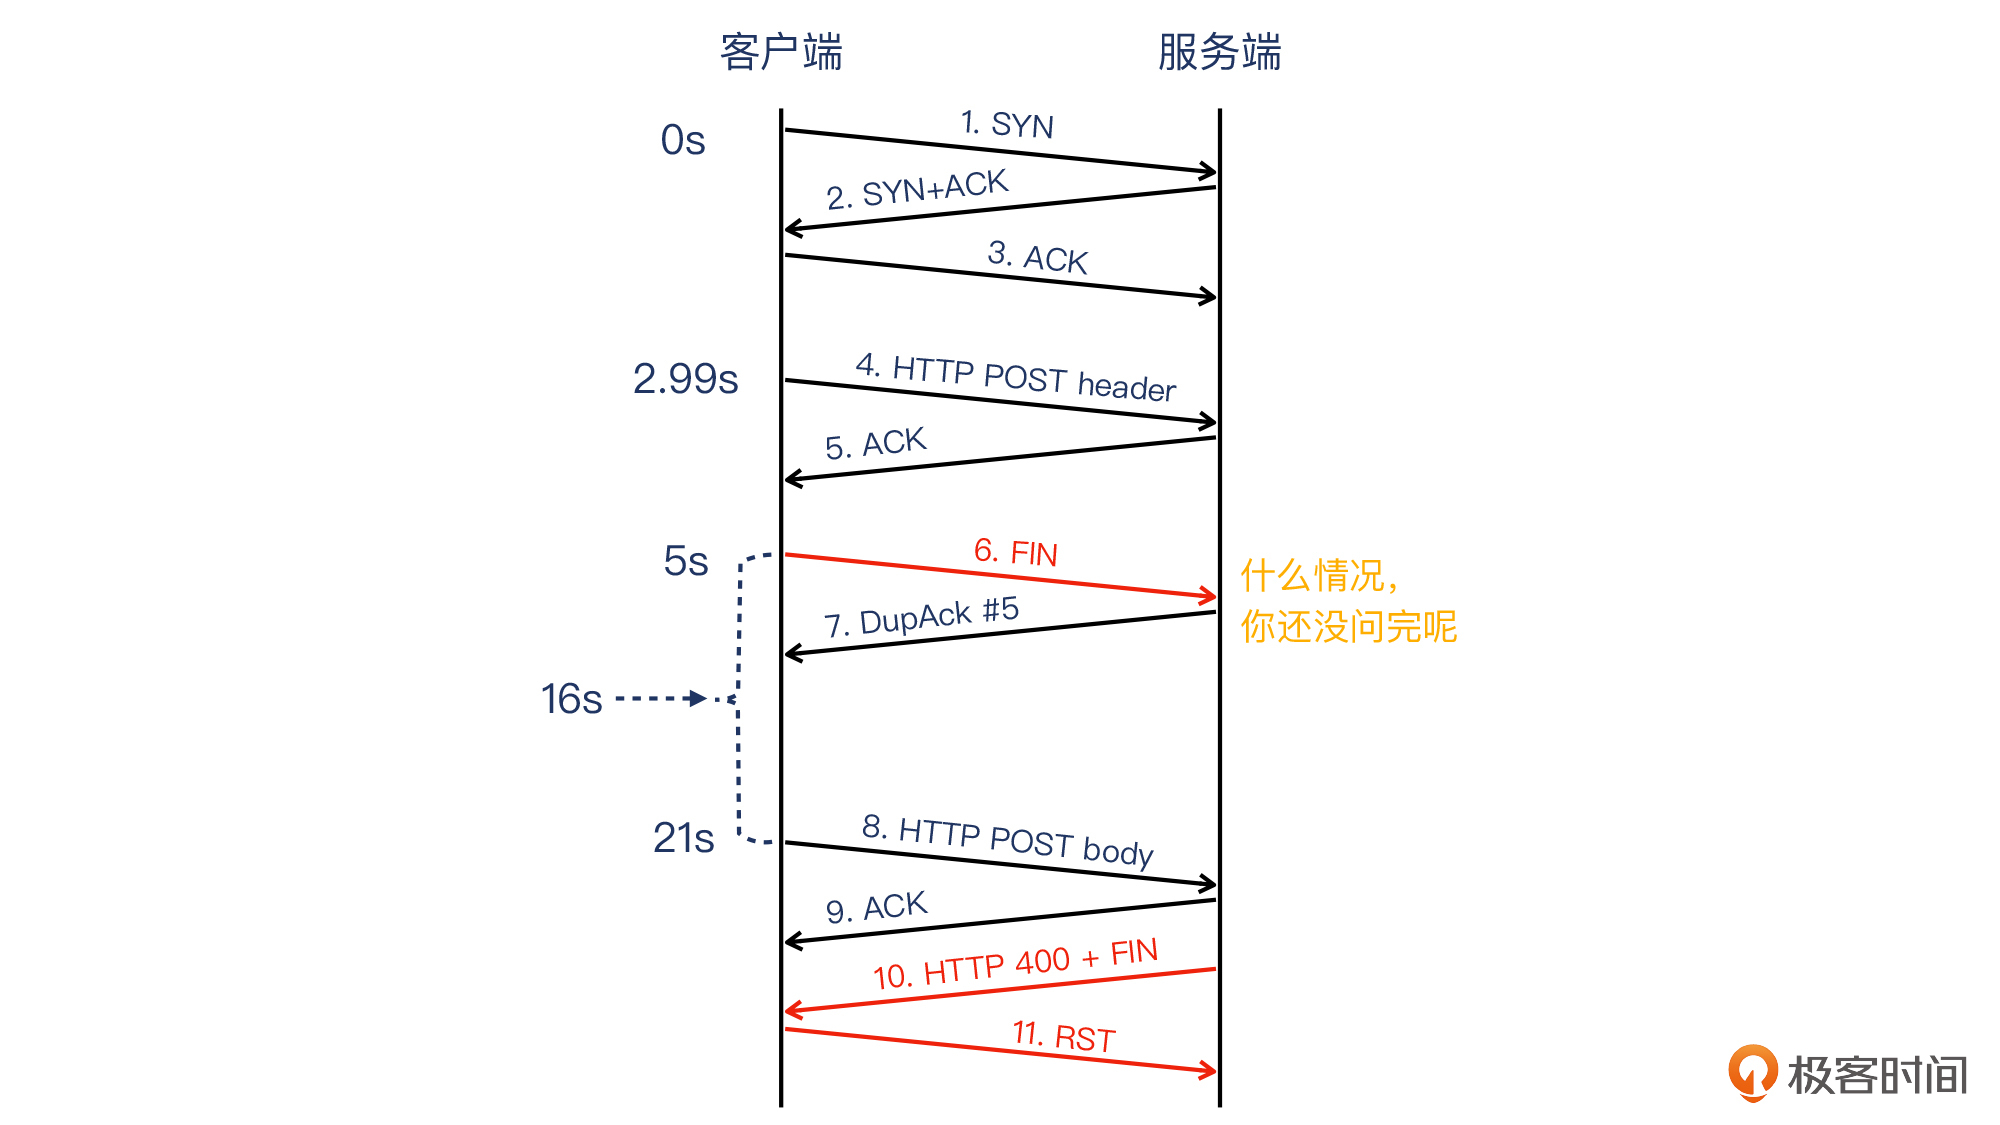 客户端
服务端
0s
1. SYN
2. SYN+ACK
3. ACK
2.99s
4. HTTP POST header
5. ACK
5s
6. FIN
什么情况，
你还没问完呢
7. DupAck #5
16s
21s
8. HTTP POST body
9. ACK
10. HTTP 400 + FIN
11. RST
极客时间